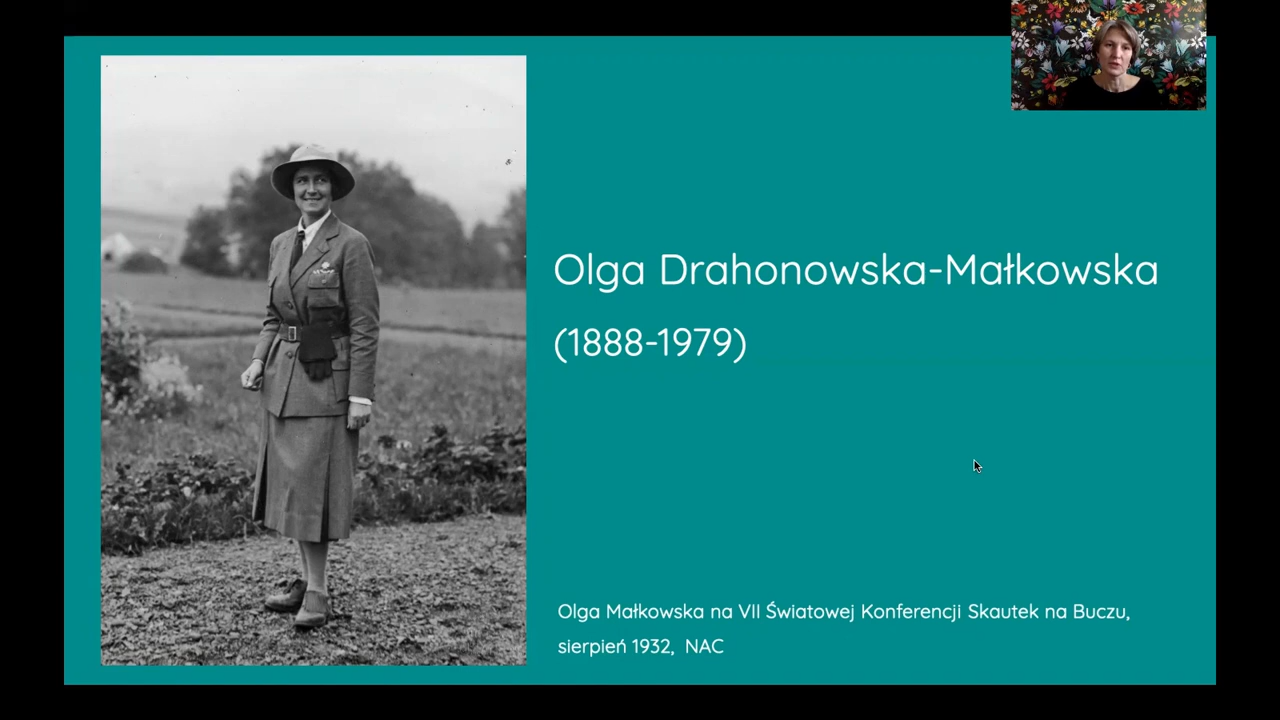 Olga Drahonowska-Małkowska
(1888-1979)
Olga Małkowska na VII Światowej Konferencji Skautek na Buczu,
sierpień 1932, NAC